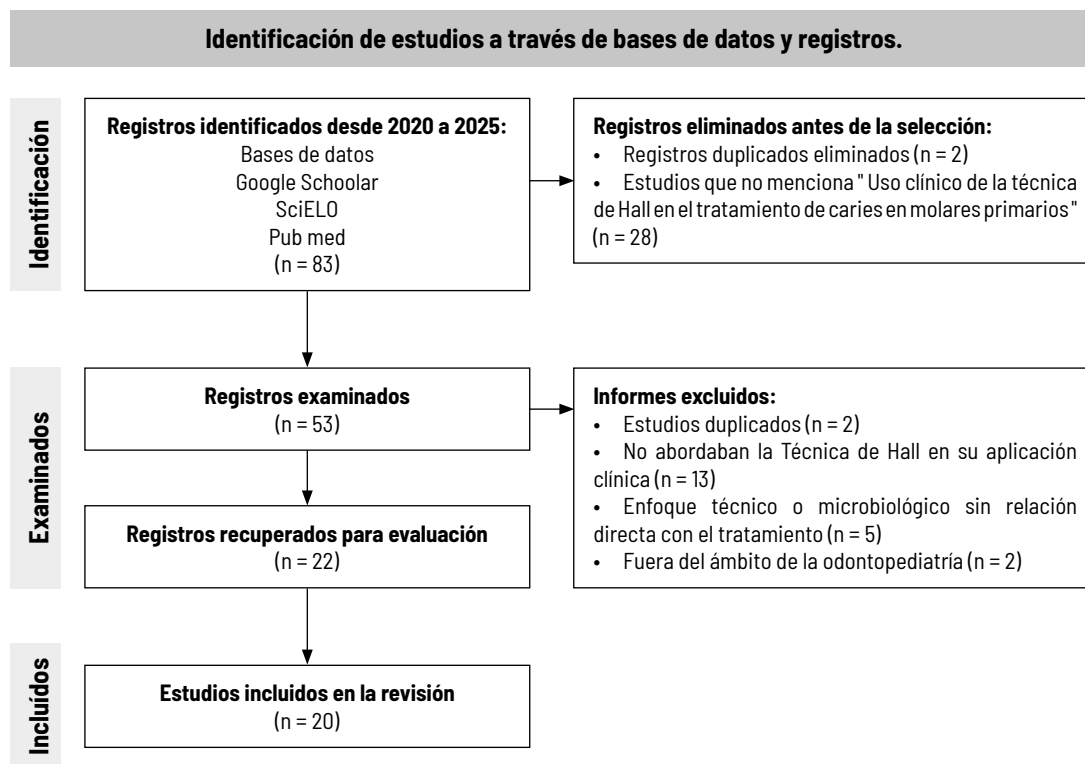 Identificación de estudios a través de bases de datos y registros.
Identificación
Registros identificados desde 2020 a 2025:
Bases de datos
Google Schoolar
SciELO
Pub med
(n = 83)
Registros eliminados antes de la selección:
• Registros duplicados eliminados (n = 2)
• Estudios que no menciona " Uso clínico de la técnica
de Hall en el tratamiento de caries en molares primarios "
(n = 28)
Examinados
Registros examinados
(n = 53)
Informes excluidos:
• Estudios duplicados (n = 2)
• No abordaban la Técnica de Hall en su aplicación
clínica (n = 13)
• Enfoque técnico o microbiológico sin relación
directa con el tratamiento (n = 5)
• Fuera del ámbito de la odontopediatría (n = 2)
Registros recuperados para evaluación
(n = 22)
Incluídos
Estudios incluidos en la revisión
(n = 20)